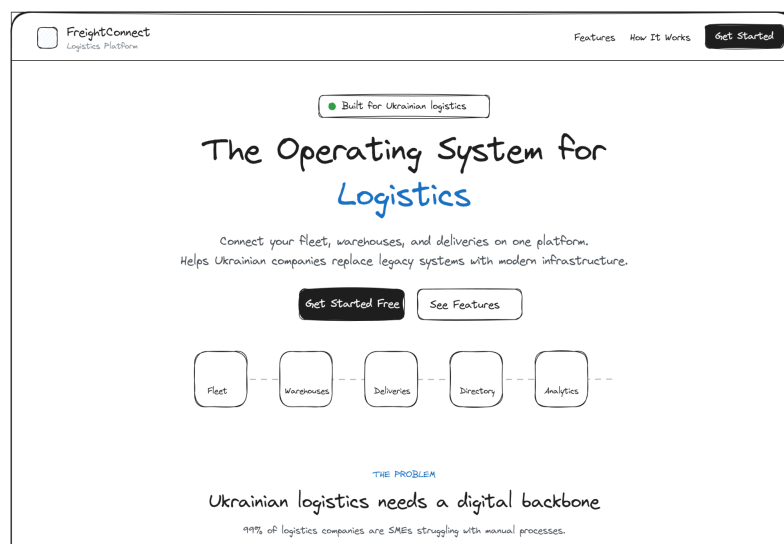 FreightConnect
Logistics Platform
Features How It Works Get Started
Built for Ukrainian logistics
The Operating System for
Logistics
Connect your fleet, warehouses, and deliveries on one platform.
Helps Ukrainian companies replace legacy systems with modern infrastructure.
Get Started Free See Features
Fleet Warehouses Deliveries Directory Analytics
THE PROBLEM
Ukrainian logistics needs a digital backbone
99% of logistics companies are SMEs struggling with manual processes.